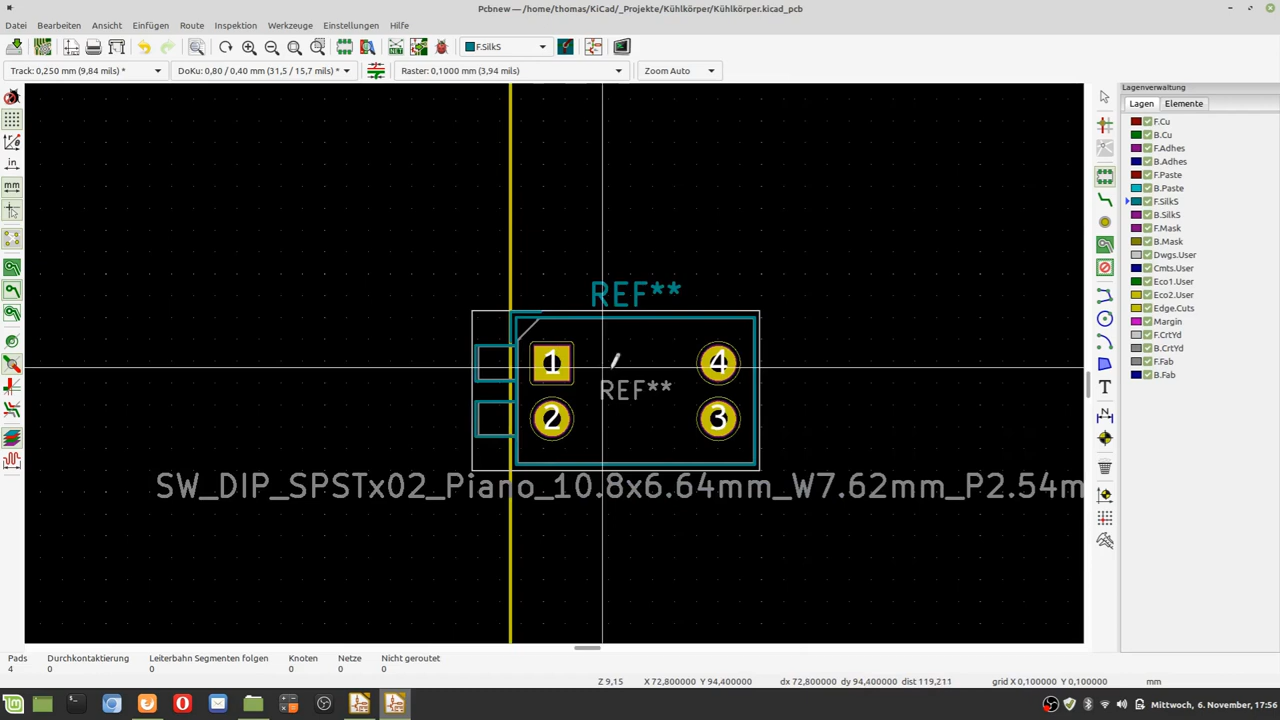 Pcbnew — /home/thomas/KiCad/_Projekte/Kühlkörper/Kühlkörper.kicad_pcb
Datei Bearbeiten Ansicht Einfügen Route Inspektion Werkzeuge Einstellungen Hilfe
F.SilkS
Track: 0,250 mm (9,84 mil) * DoKu: 0,80 / 0,40 mm (31,5 / 15,7 mil) * Raster: 0,1000 mm (3,94 mil) Zoom Auto
Lagenverwaltung
Lagen Elemente
F.Cu
B.Cu
F.Adhes
B.Adhes
F.Paste
B.Paste
F.SilkS
B.SilkS
F.Mask
B.Mask
Dwgs.User
Cmts.User
Eco1.User
Eco2.User
Edge.Cuts
Margin
F.CrtYd
B.CrtYd
F.Fab
B.Fab
in
mm
REF**
1 4
REF**
2 3
SW_DIP_SPSTx02_Piano_10.8x6.64mm_W7.62mm_P2.54m
Pads Durchkontaktierung Leiterbahn Segmenten folgen Knoten Netze Nicht geroutet
4 0 0 0 0 0
Z 9,15 X 72,800000 Y 94,400000 dx 72,800000 dy 94,400000 dist 119,211 grid X 0,100000 Y 0,100000 mm
Mittwoch, 6. November, 17:56